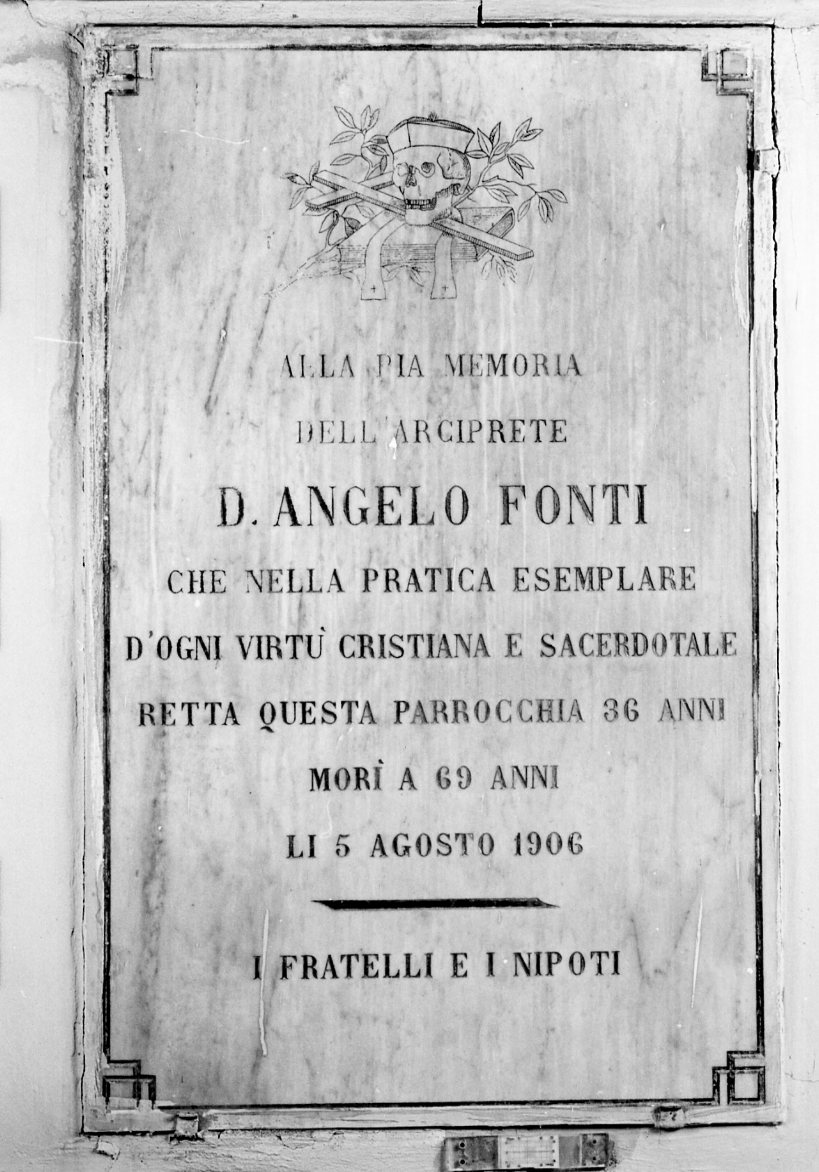 ALLA PIA MEMORIA
DELL'ARCIPRETE
D. ANGELO FONTI
CHE NELLA PRATICA ESEMPLARE
D'OGNI VIRTÙ CRISTIANA E SACERDOTALE
RETTA QUESTA PARROCCHIA 36 ANNI
MORÌ A 69 ANNI
LI 5 AGOSTO 1906
I FRATELLI E I NIPOTI